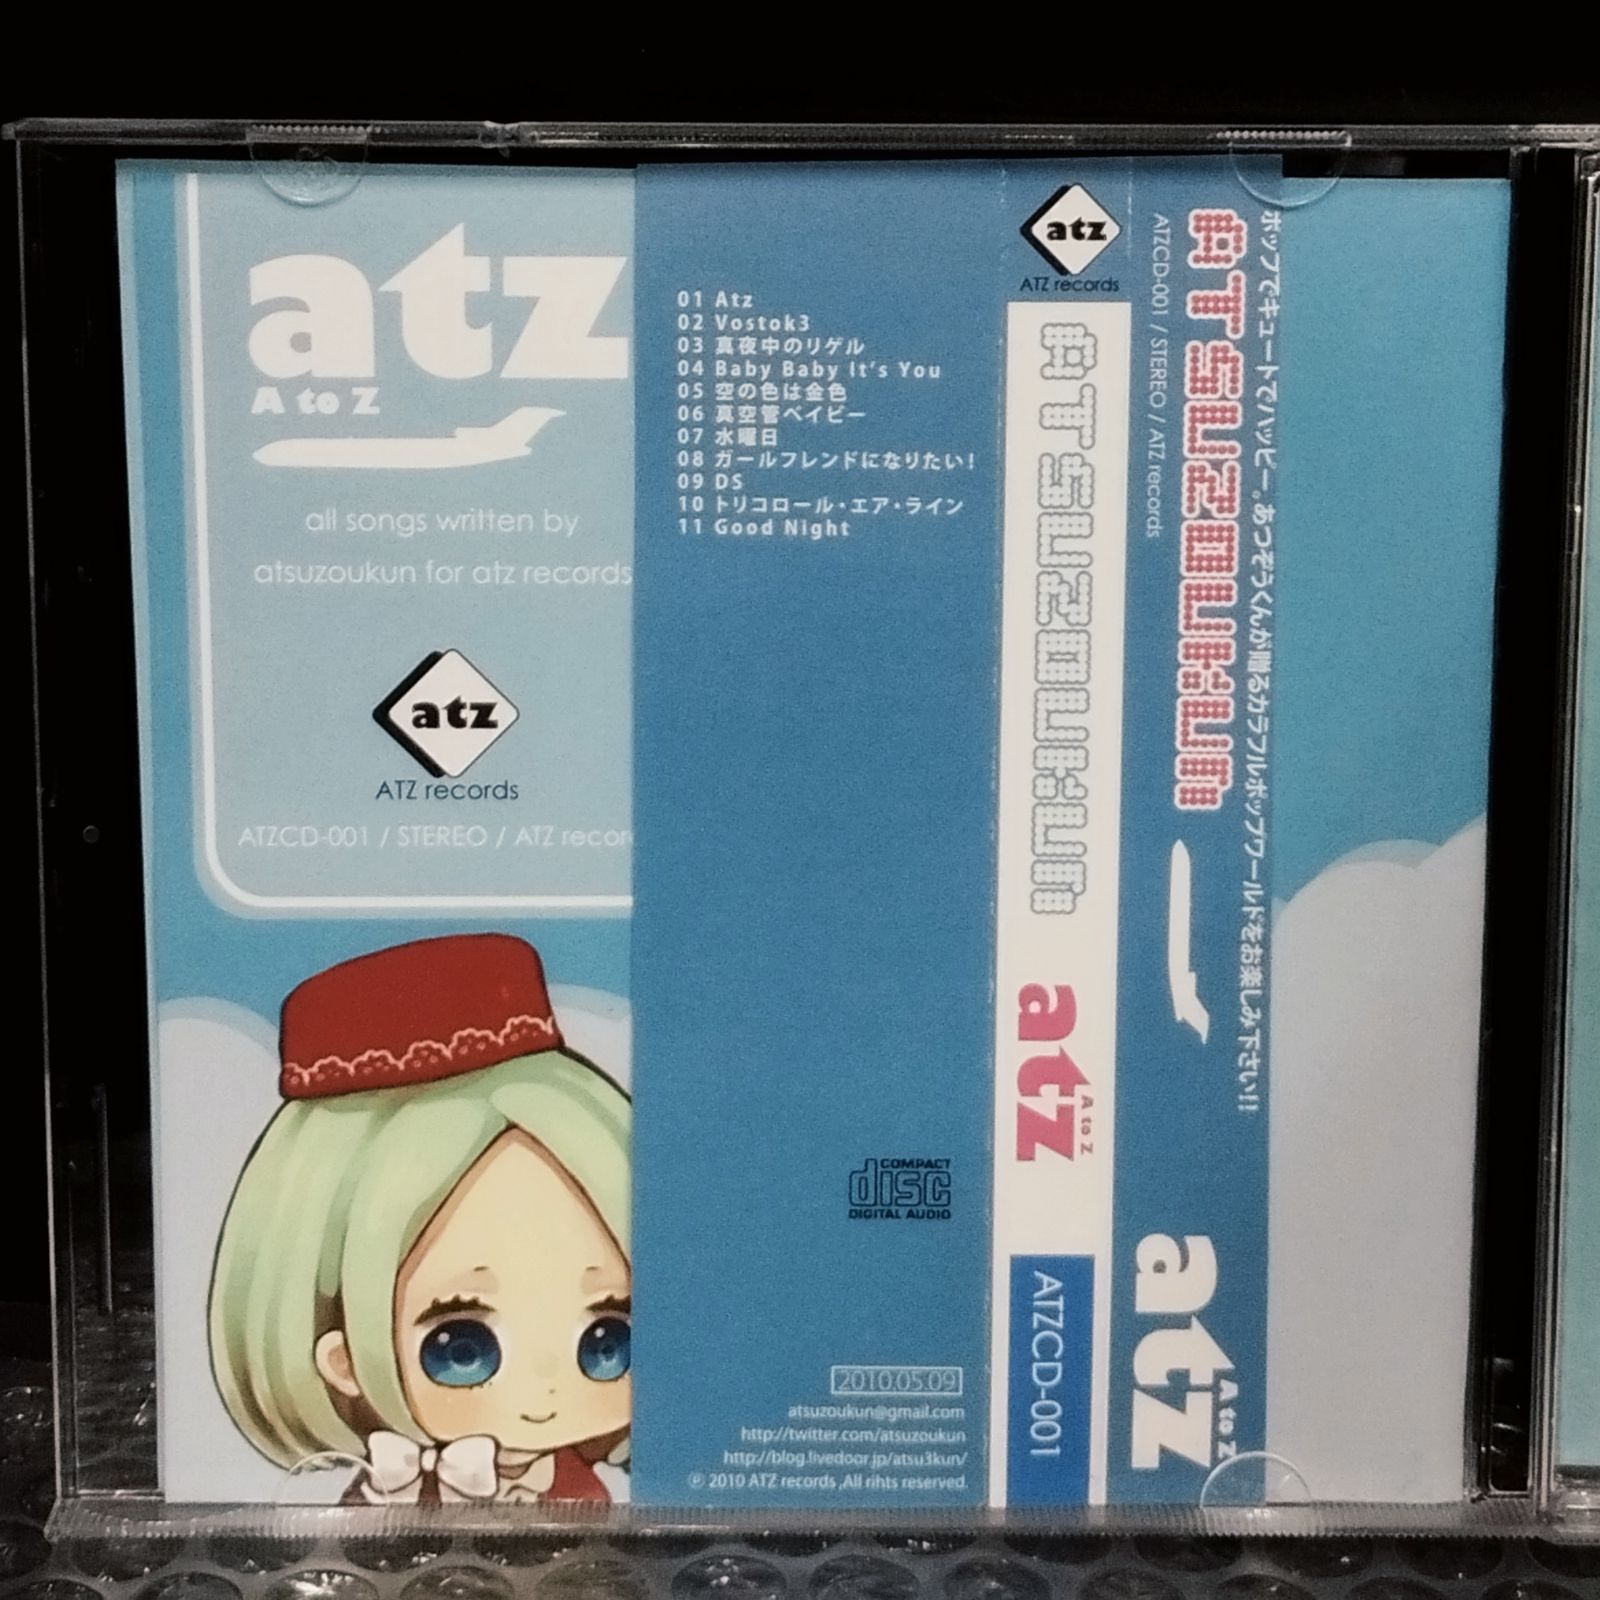 atz
A to Z
all songs written by
atsuzoukun for atz records
atz
ATZ records
ATZCD-001 / STEREO / ATZ recor
01 Atz
02 Vostok3
03 真夜中のリゲル
04 Baby Baby It's You
05 空の色は金色
06 真空管ベイビー
07 水曜日
08 ガールフレンドになりたい!
09 DS
10 トリコロール・エア・ライン
11 Good Night
COMPACT
disc
DIGITAL AUDIO
2010.05.09
atsuzoukun@gmail.com
http://twitter.com/atsuzoukun
http://blog.livedoor.jp/atsu3kun/
℗ 2010 ATZ records ,All rihts reserved.
atz
ATZ records
ATSUZOUKUN
atz
A to Z
ATZCD-001
ポップでキュートでハッピー。あつぞうくんが贈るカラフルポップワールドをお楽しみ下さい!!
ATSUZOUKUN
ATZCD-001 / STEREO / ATZ records
atz
A to Z